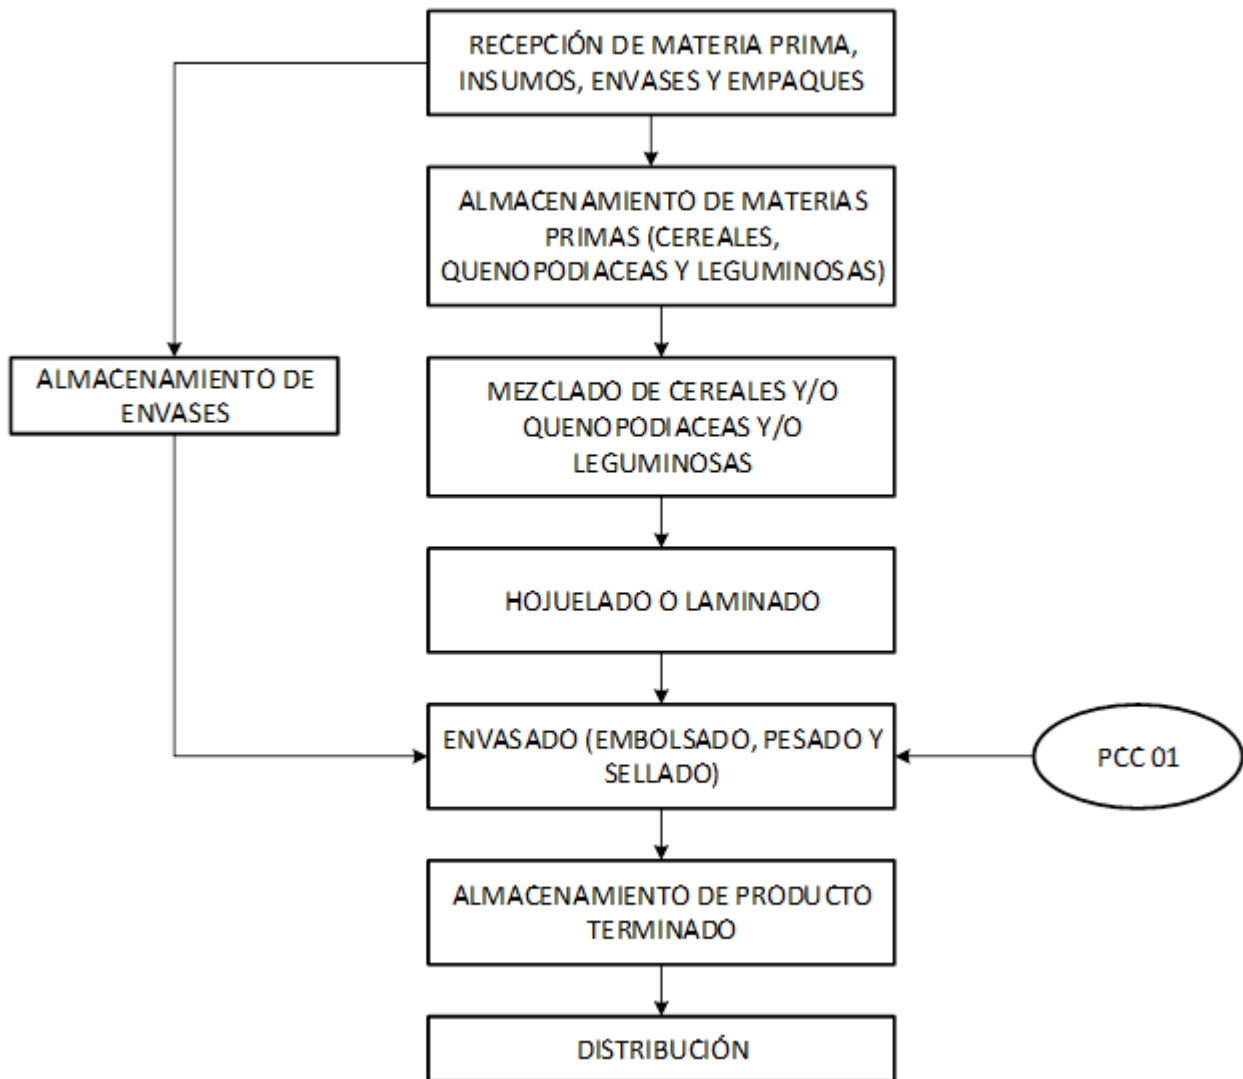 RECEPCIÓN DE MATERIA PRIMA,
INSUMOS, ENVASES Y EMPAQUES
ALMACENAMIENTO DE MATERIAS
PRIMAS (CEREALES,
QUENOPODIACEAS Y LEGUMINOSAS)
ALMACENAMIENTO DE
ENVASES
MEZCLADO DE CEREALES Y/O
QUENOPODIACEAS Y/O
LEGUMINOSAS
HOJUELADO O LAMINADO
ENVASADO (EMBOLSADO, PESADO Y
SELLADO)
PCC 01
ALMACENAMIENTO DE PRODUCTO
TERMINADO
DISTRIBUCIÓN